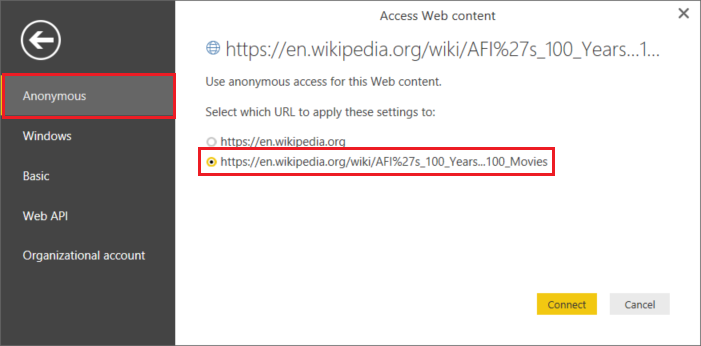 Access Web content
https://en.wikipedia.org/wiki/AFI%27s_100_Years...1...
Use anonymous access for this Web content.
Select which URL to apply these settings to:
https://en.wikipedia.org
https://en.wikipedia.org/wiki/AFI%27s_100_Years...100_Movies
Anonymous
Windows
Basic
Web API
Organizational account
Connect
Cancel